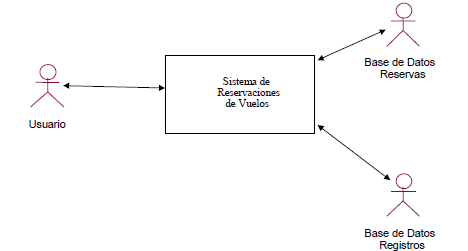 Sistema de
Reservaciones
de Vuelos
Base de Datos
Reservas
Usuario
Base de Datos
Registros